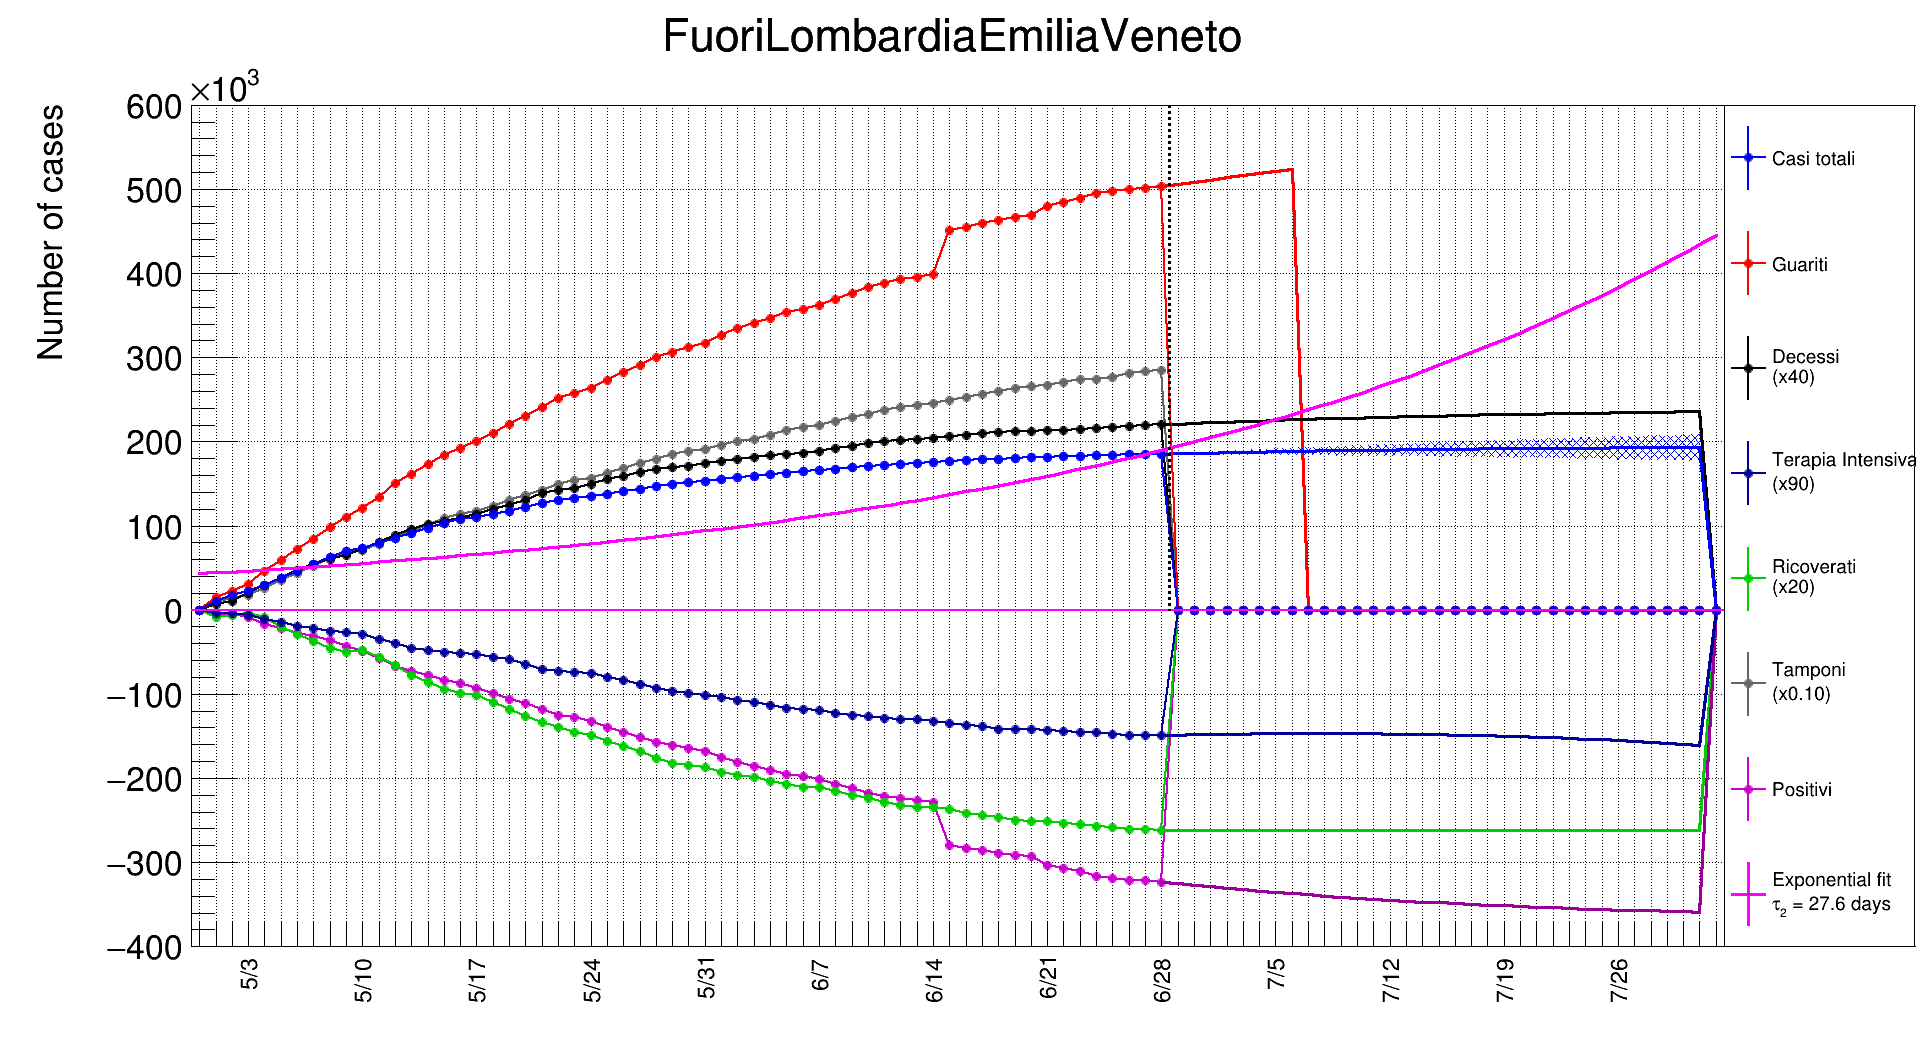 FuoriLombardiaEmiliaVeneto
×10³
Number of cases
600
500
400
300
200
100
0
−100
−200
−300
−400
5/3
5/10
5/17
5/24
5/31
6/7
6/14
6/21
6/28
7/5
7/12
7/19
7/26
Casi totali
Guariti
Decessi
(x40)
Terapia Intensiva
(x90)
Ricoverati
(x20)
Tamponi
(x0.10)
Positivi
Exponential fit
τ₂ = 27.6 days